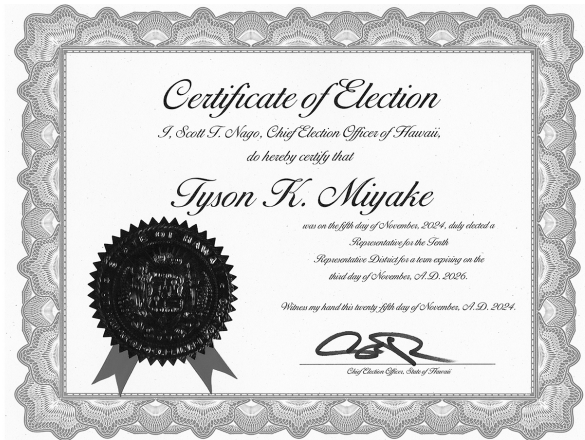 Certificate of Election
I, Scott T. Nago, Chief Election Officer of Hawaii,
do hereby certify that
Tyson K. Miyake
was on the fifth day of November, 2024, duly elected a
Representative for the Tenth
Representative District for a term expiring on the
third day of November, A.D. 2026.
Witness my hand this twenty-fifth day of November, A.D. 2024.
Chief Election Officer, State of Hawaii